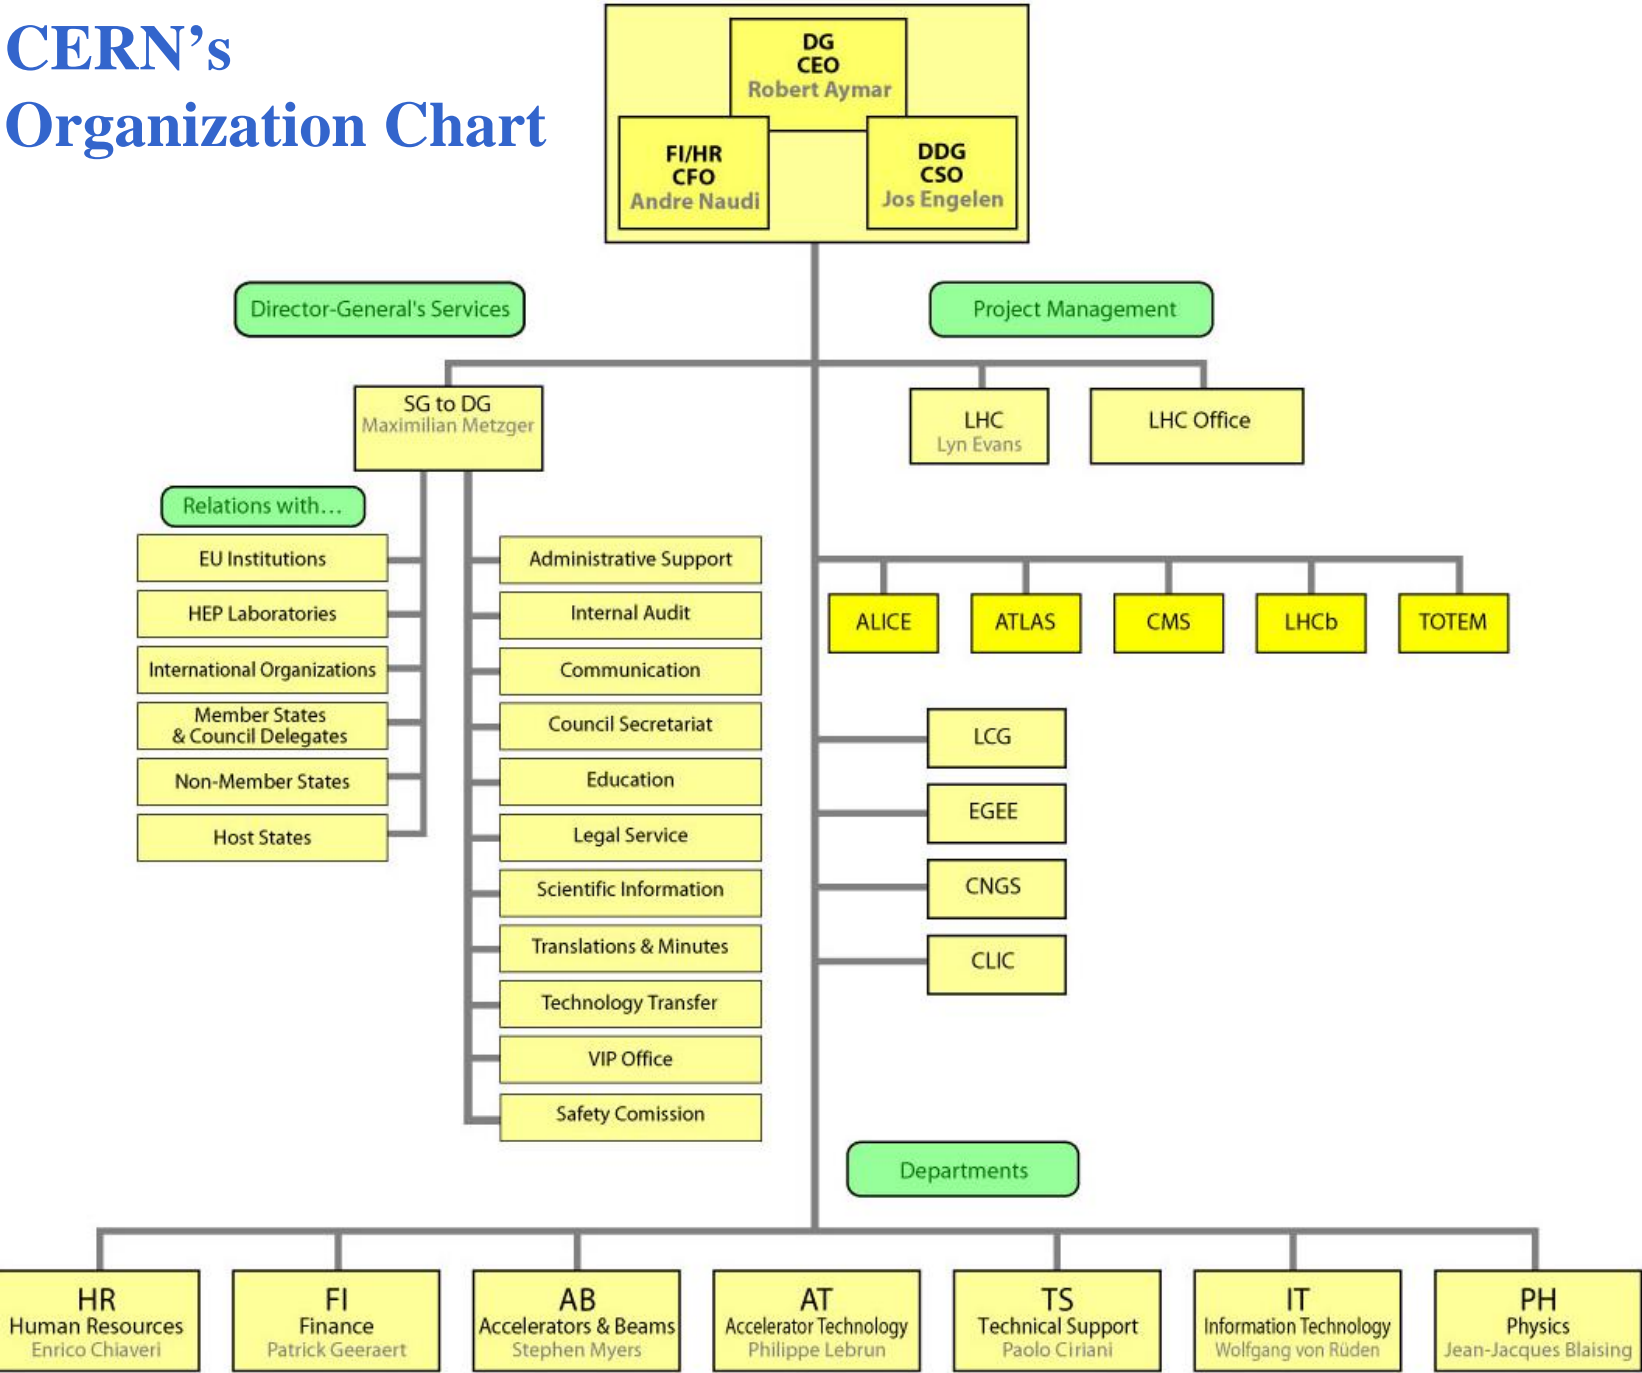 CERN’s
Organization Chart
DG
CEO
Robert Aymar
FI/HR
CFO
Andre Naudi
DDG
CSO
Jos Engelen
Director-General's Services
Project Management
SG to DG
Maximilian Metzger
LHC
Lyn Evans
LHC Office
Relations with…
EU Institutions
HEP Laboratories
International Organizations
Member States
& Council Delegates
Non-Member States
Host States
Administrative Support
Internal Audit
Communication
Council Secretariat
Education
Legal Service
Scientific Information
Translations & Minutes
Technology Transfer
VIP Office
Safety Comission
ALICE
ATLAS
CMS
LHCb
TOTEM
LCG
EGEE
CNGS
CLIC
Departments
HR
Human Resources
Enrico Chiaveri
FI
Finance
Patrick Geeraert
AB
Accelerators & Beams
Stephen Myers
AT
Accelerator Technology
Philippe Lebrun
TS
Technical Support
Paolo Ciriani
IT
Information Technology
Wolfgang von Rüden
PH
Physics
Jean-Jacques Blaising